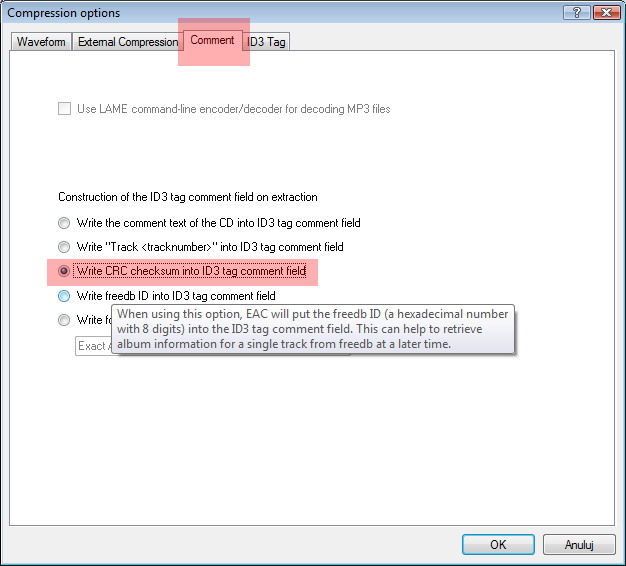 Compression options
Waveform External Compression Comment ID3 Tag
Use LAME command-line encoder/decoder for decoding MP3 files
Construction of the ID3 tag comment field on extraction
Write the comment text of the CD into ID3 tag comment field
Write "Track <tracknumber>" into ID3 tag comment field
Write CRC checksum into ID3 tag comment field
Write freedb ID into ID3 tag comment field
When using this option, EAC will put the freedb ID (a hexadecimal number
with 8 digits) into the ID3 tag comment field. This can help to retrieve
album information for a single track from freedb at a later time.
Write
Exact
OK Anuluj